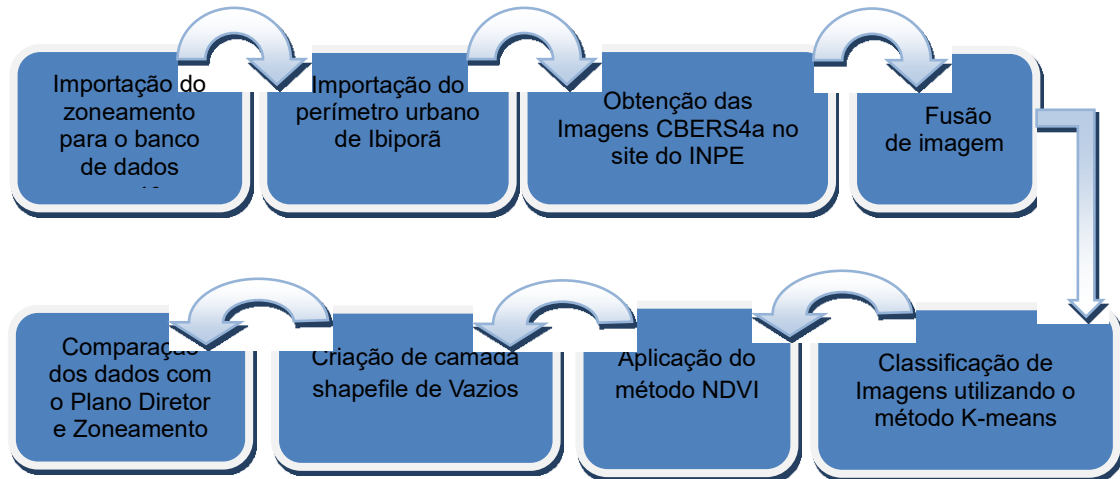 Importação do
zoneamento
para o banco
de dados
Importação do
perímetro urbano
de Ibiporã
Obtenção das
Imagens CBERS4a no
site do INPE
Fusão
de imagem
Classificação de
Imagens utilizando o
método K-means
Aplicação do
método NDVI
Criação de camada
shapefile de Vazios
Comparação
dos dados com
o Plano Diretor
e Zoneamento